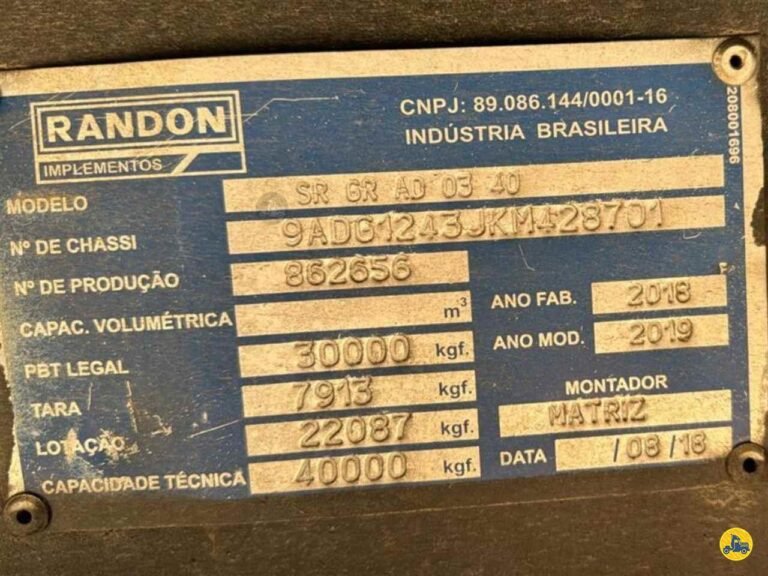 RANDON
IMPLEMENTOS
CNPJ: 89.086.144/0001-16
INDÚSTRIA BRASILEIRA
208001696
MODELO SR GR AD 03 40
Nº DE CHASSI 9ADG1243JKM428701
Nº DE PRODUÇÃO 862656
CAPAC. VOLUMÉTRICA m³
ANO FAB. 2018
PBT LEGAL 30000 kgf.
ANO MOD. 2019
TARA 7913 kgf.
MONTADOR
MATRIZ
LOTAÇÃO 22087 kgf.
DATA /08/18
CAPACIDADE TÉCNICA 40000 kgf.